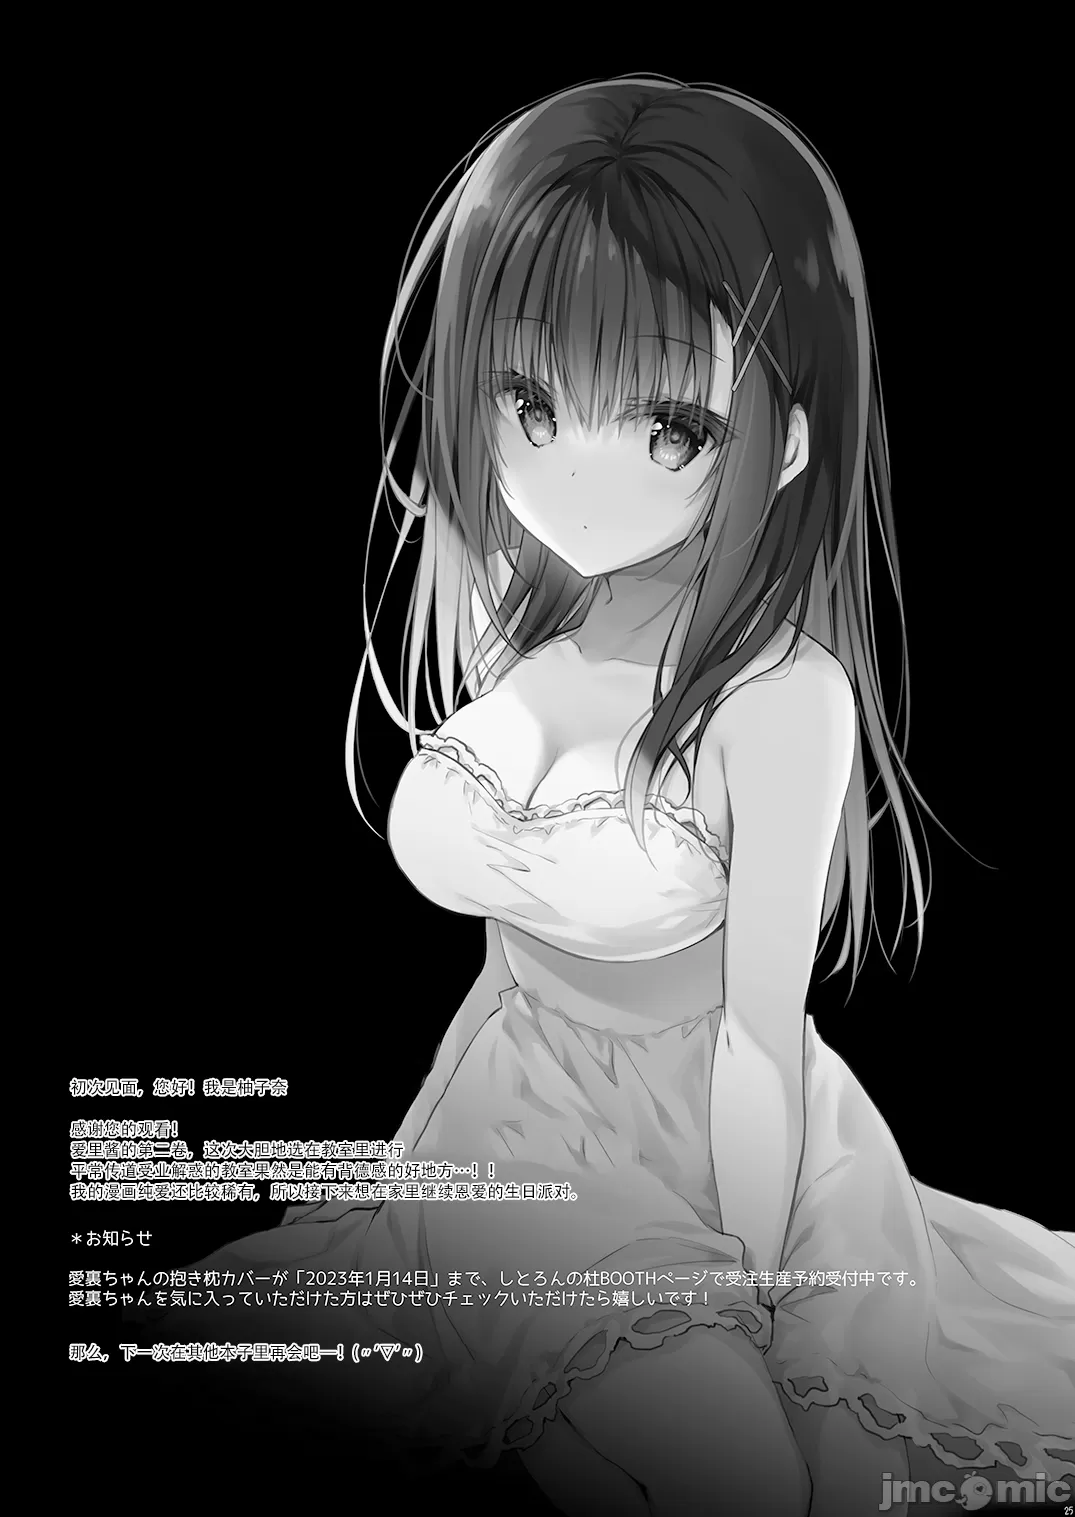 初次见面，您好！我是柚子奈
感谢您的观看！
爱里酱的第二卷，这次大胆地选在教室里进行
平常传道受业解惑的教室果然是能有背德感的好地方…！！
我的漫画纯爱还比较稀有，所以接下来想在家里继续恩爱的生日派对。
＊お知らせ
愛裏ちゃんの抱き枕カバーが「2023年1月14日」まで、しとろんの杜BOOTHページで受注生産予約受付中です。
愛裏ちゃんを気に入っていただけた方はぜひぜひチェックいただけたら嬉しいです！
那么，下一次在其他本子里再会吧—！(〃'▽'〃)
jmcomic
25